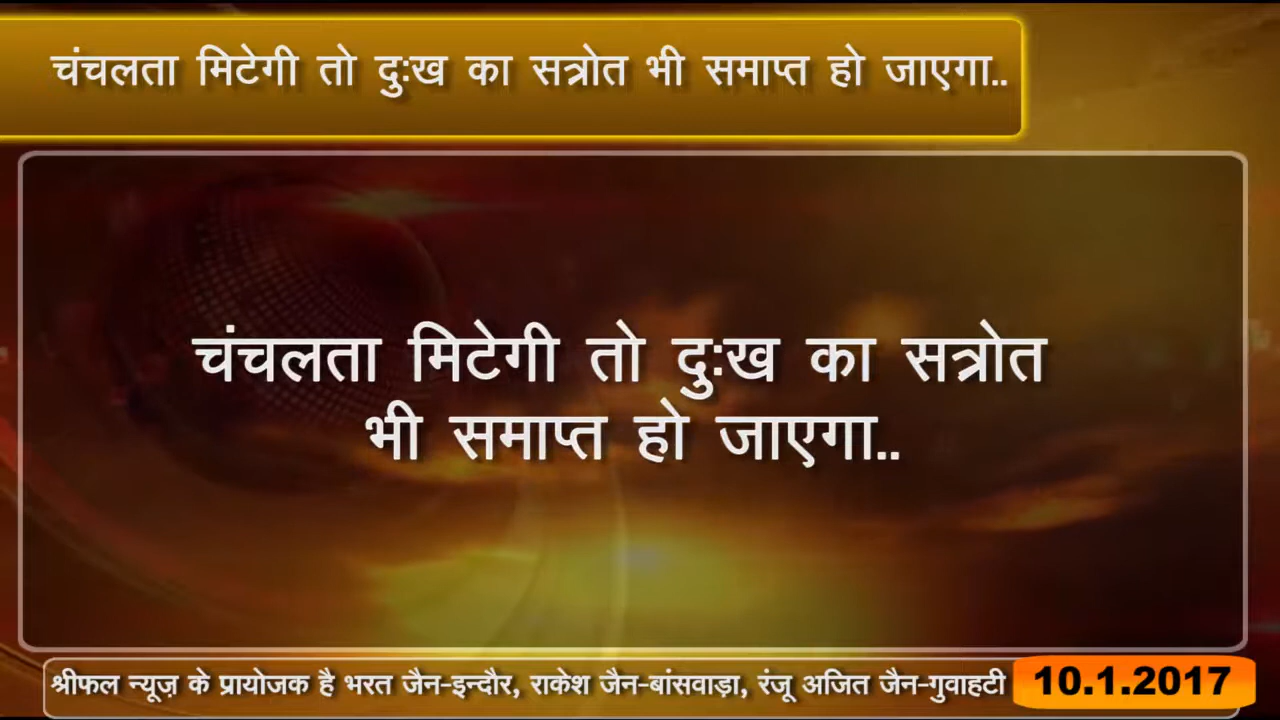 चंचलता मिटेगी तो दुःख का सत्रोत भी समाप्त हो जाएगा..
चंचलता मिटेगी तो दुःख का सत्रोत
भी समाप्त हो जाएगा..
श्रीफल न्यूज़ के प्रायोजक है भरत जैन-इन्दौर, राकेश जैन-बांसवाड़ा, रंजू अजित जैन-गुवाहटी
10.1.2017